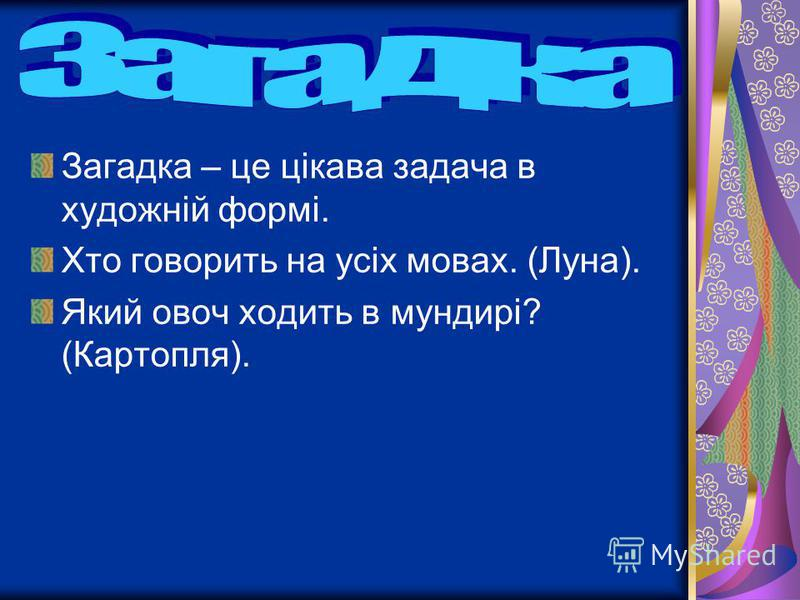 Загадка
Загадка – це цікава задача в
художній формі.
Хто говорить на усіх мовах. (Луна).
Який овоч ходить в мундирі?
(Картопля).
MyShared